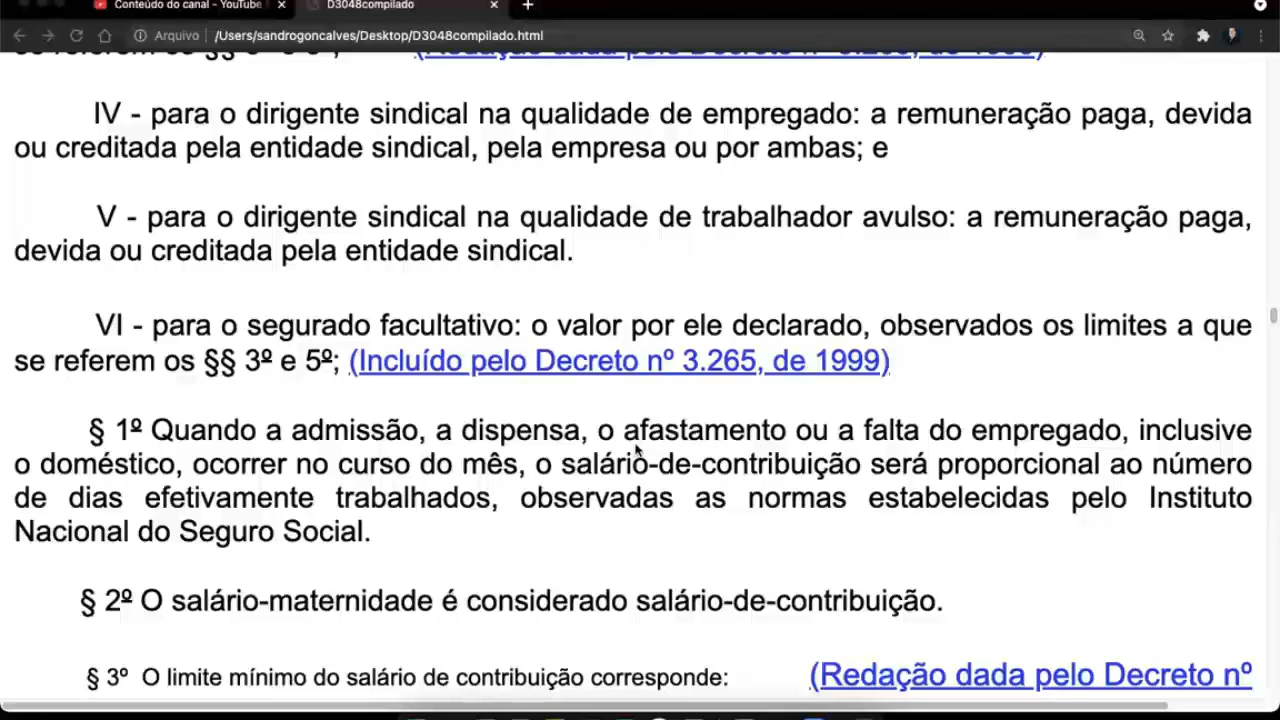 Conteúdo do canal - YouTube
D3048compilado
Arquivo
/Users/sandrogoncalves/Desktop/D3048compilado.html
IV - para o dirigente sindical na qualidade de empregado: a remuneração paga, devida
ou creditada pela entidade sindical, pela empresa ou por ambas; e
V - para o dirigente sindical na qualidade de trabalhador avulso: a remuneração paga,
devida ou creditada pela entidade sindical.
VI - para o segurado facultativo: o valor por ele declarado, observados os limites a que
se referem os §§ 3º e 5º; (Incluído pelo Decreto nº 3.265, de 1999)
§ 1º Quando a admissão, a dispensa, o afastamento ou a falta do empregado, inclusive
o doméstico, ocorrer no curso do mês, o salário-de-contribuição será proporcional ao número
de dias efetivamente trabalhados, observadas as normas estabelecidas pelo Instituto
Nacional do Seguro Social.
§ 2º O salário-maternidade é considerado salário-de-contribuição.
§ 3º O limite mínimo do salário de contribuição corresponde: (Redação dada pelo Decreto nº